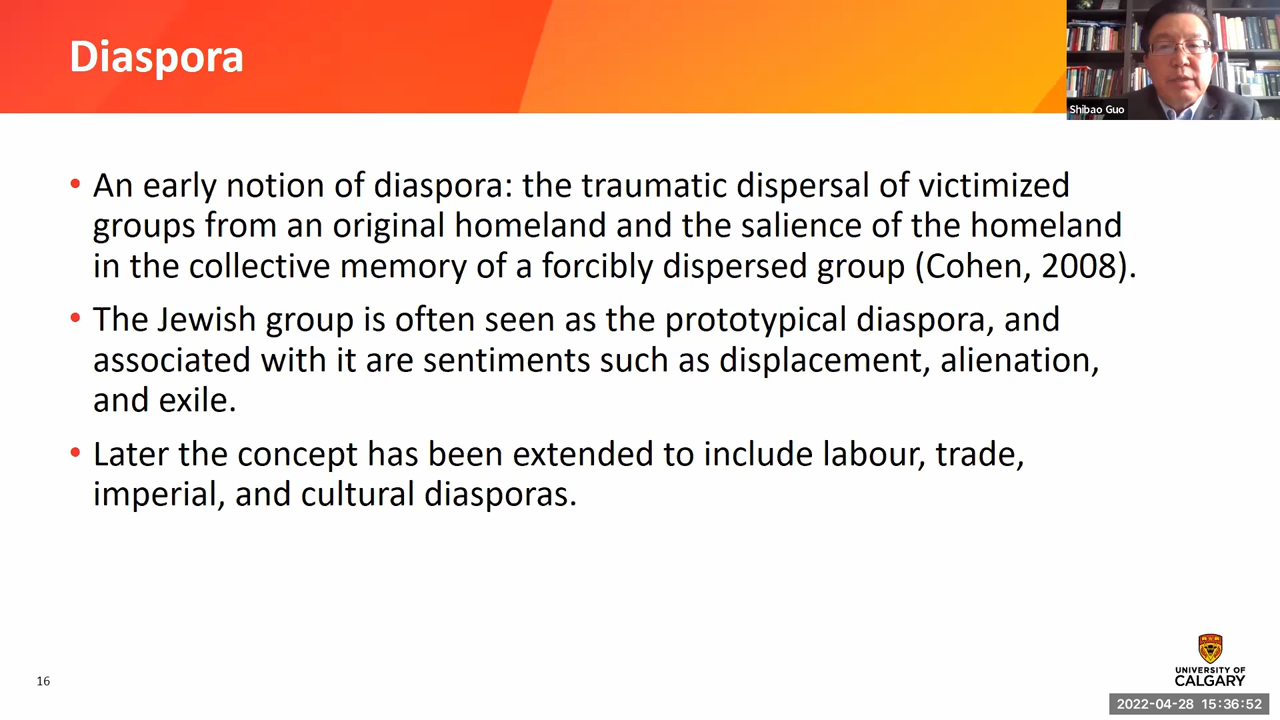 Diaspora
Shibao Guo
• An early notion of diaspora: the traumatic dispersal of victimized
groups from an original homeland and the salience of the homeland
in the collective memory of a forcibly dispersed group (Cohen, 2008).
• The Jewish group is often seen as the prototypical diaspora, and
associated with it are sentiments such as displacement, alienation,
and exile.
• Later the concept has been extended to include labour, trade,
imperial, and cultural diasporas.
16
UNIVERSITY OF
CALGARY
2022-04-28 15:36:52